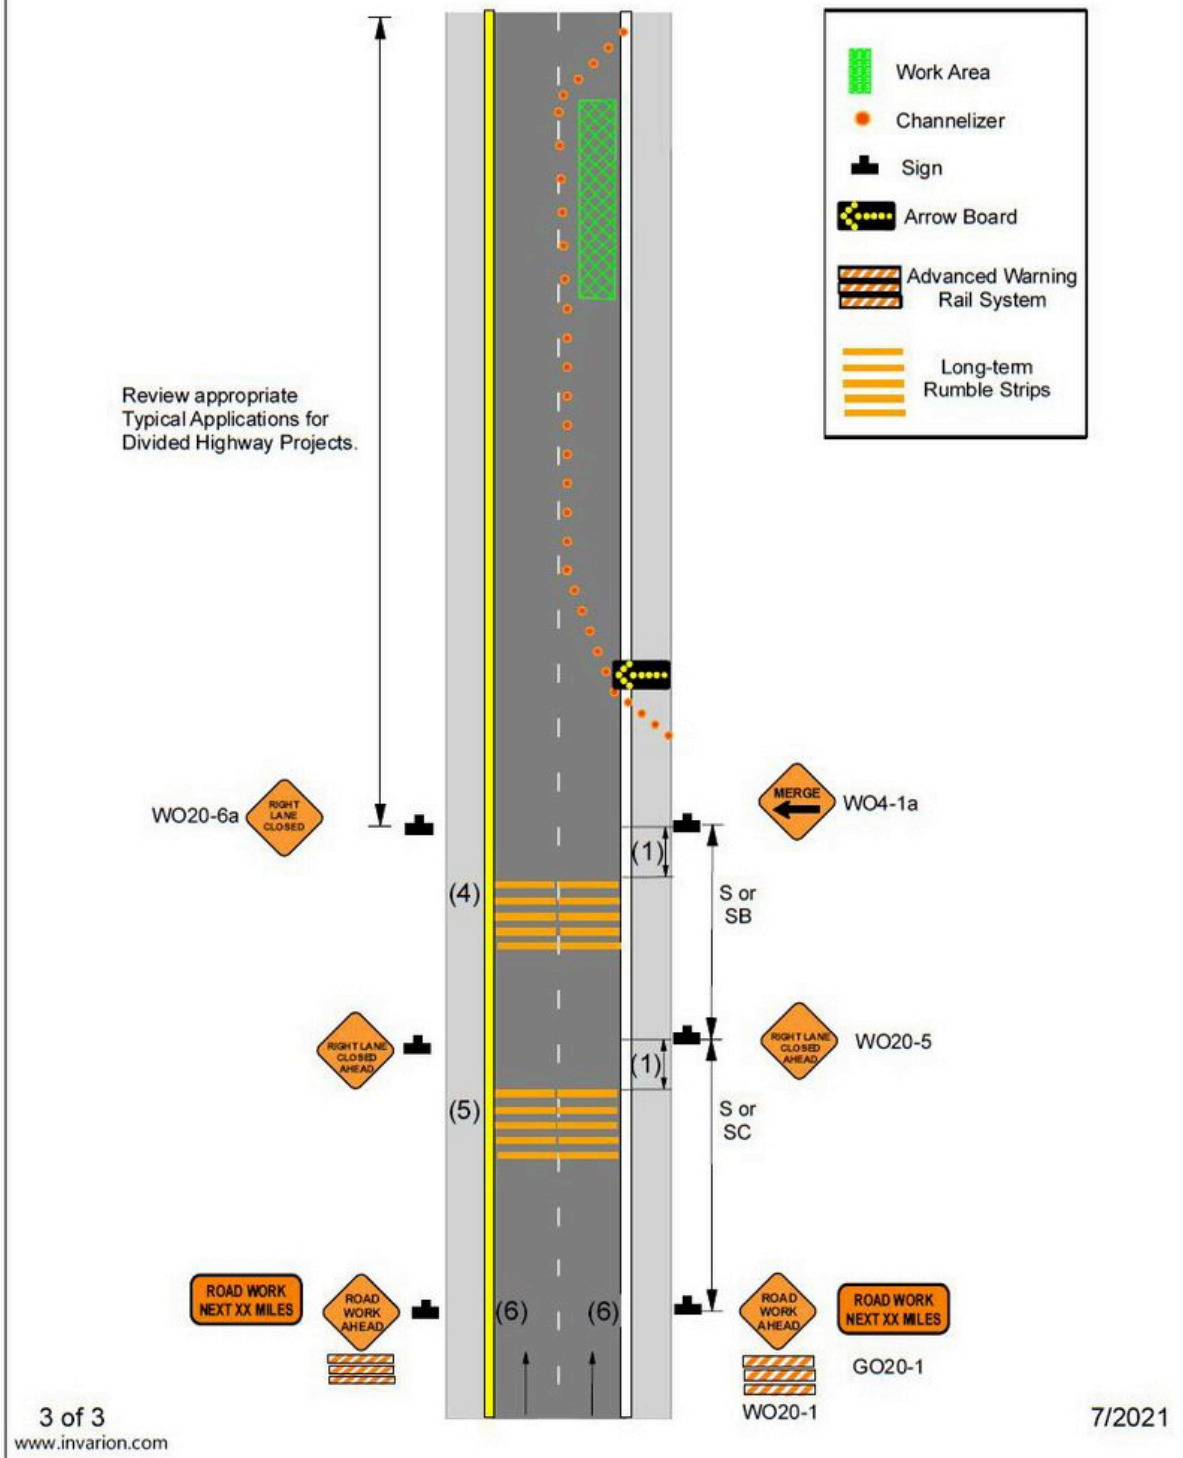 Work Area
Channelizer
Sign
Arrow Board
Advanced Warning
Rail System
Long-term
Rumble Strips
Review appropriate
Typical Applications for
Divided Highway Projects.
WO20-6a
RIGHT
LANE
CLOSED
MERGE
WO4-1a
(1)
(4)
S or
SB
RIGHT LANE
CLOSED
AHEAD
RIGHT LANE
CLOSED
AHEAD
WO20-5
(1)
(5)
S or
SC
ROAD WORK
NEXT XX MILES
ROAD
WORK
AHEAD
(6)
(6)
ROAD
WORK
AHEAD
ROAD WORK
NEXT XX MILES
GO20-1
WO20-1
3 of 3
www.invarion.com
7/2021